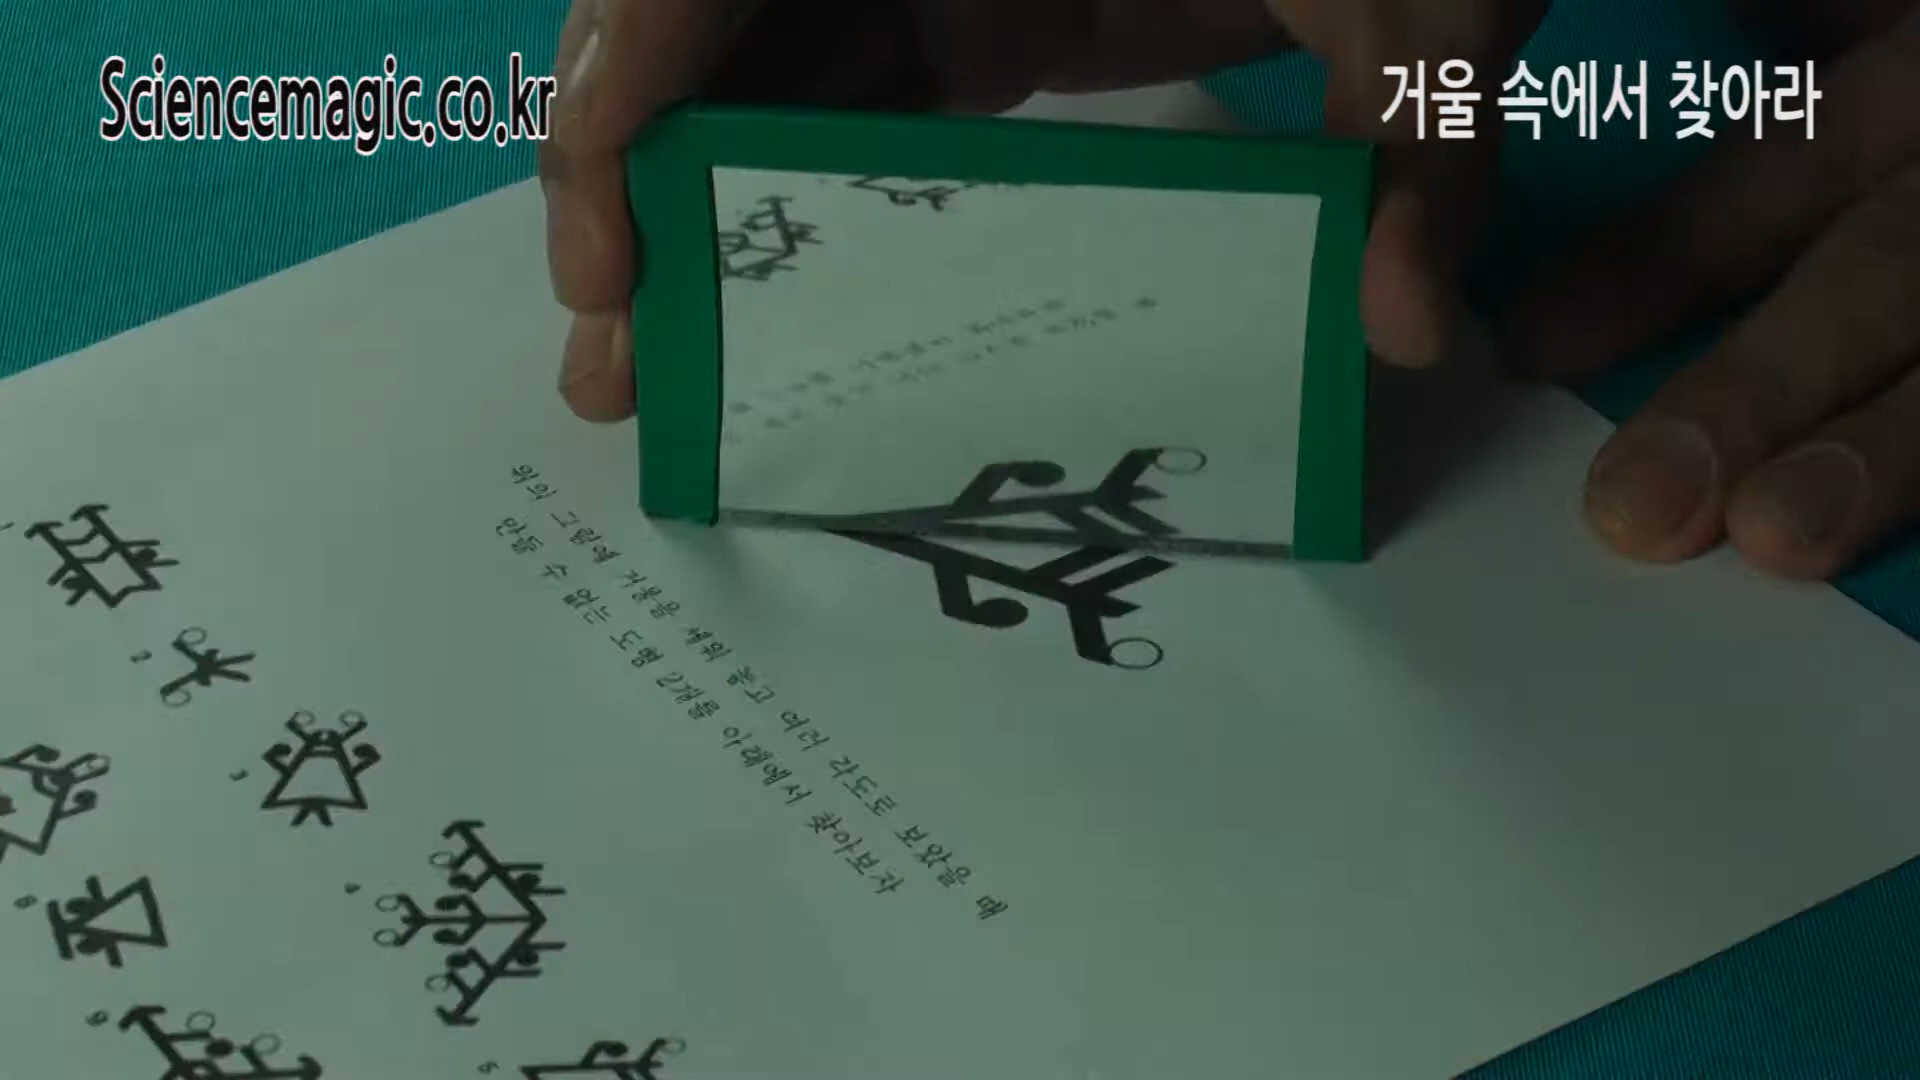 Sciencemagic.co.kr
거울 속에서 찾아라
위의 그림에 거울을 세워 놓고 여러 각도로 보았을 때
만들 수 없는 도형 2개를 아래에서 찾아보자
2
3